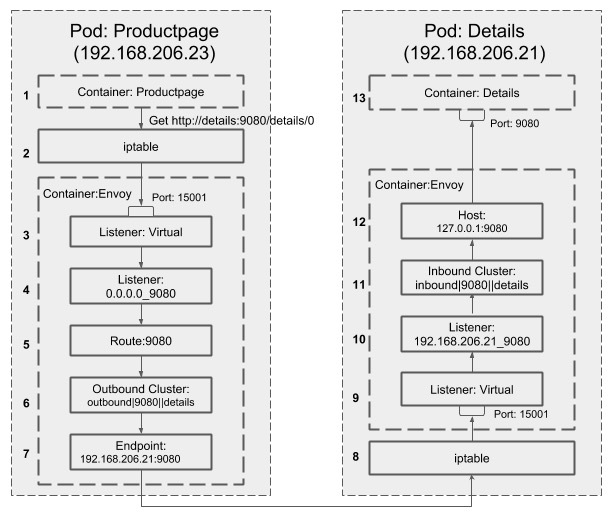 Pod: Productpage
(192.168.206.23)
1
Container: Productpage
Get http://details:9080/details/0
2
iptable
Container:Envoy
Port: 15001
3
Listener: Virtual
4
Listener:
0.0.0.0_9080
5
Route:9080
6
Outbound Cluster:
outbound|9080||details
7
Endpoint:
192.168.206.21:9080
Pod: Details
(192.168.206.21)
13
Container: Details
Port: 9080
Container:Envoy
12
Host:
127.0.0.1:9080
11
Inbound Cluster:
inbound|9080||details
10
Listener:
192.168.206.21_9080
9
Listener: Virtual
Port: 15001
8
iptable